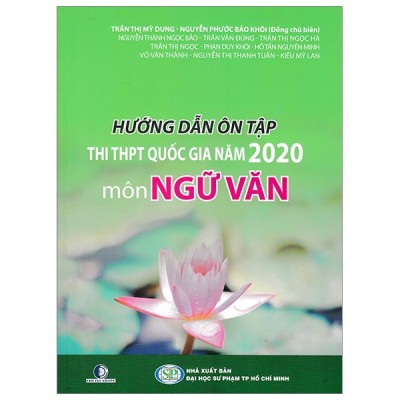 TRẦN THỊ MỸ DUNG - NGUYỄN PHƯỚC BẢO KHÔI (Đồng chủ biên)
NGUYỄN THÀNH NGỌC BẢO - TRẦN VĂN ĐÚNG - TRẦN THỊ NGỌC HÀ
TRẦN THỊ NGỌC - PHAN DUY KHÔI - HỒ TẤN NGUYÊN MINH
VÕ VĂN THÀNH - NGUYỄN THỊ THANH TUẤN - KIỀU MỸ LAN
HƯỚNG DẪN ÔN TẬP
THI THPT QUỐC GIA NĂM 2020
môn NGỮ VĂN
NHÀ XUẤT BẢN
ĐẠI HỌC SƯ PHẠM TP HỒ CHÍ MINH